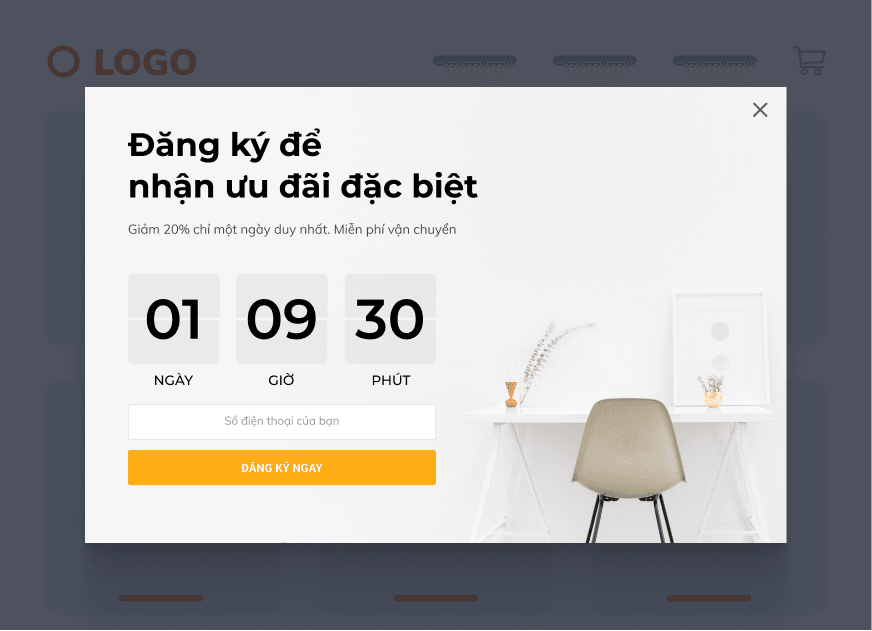 LOGO
Đăng ký để
nhận ưu đãi đặc biệt
Giảm 20% chỉ một ngày duy nhất. Miễn phí vận chuyển
01 09 30
NGÀY GIỜ PHÚT
Số điện thoại của bạn
ĐĂNG KÝ NGAY